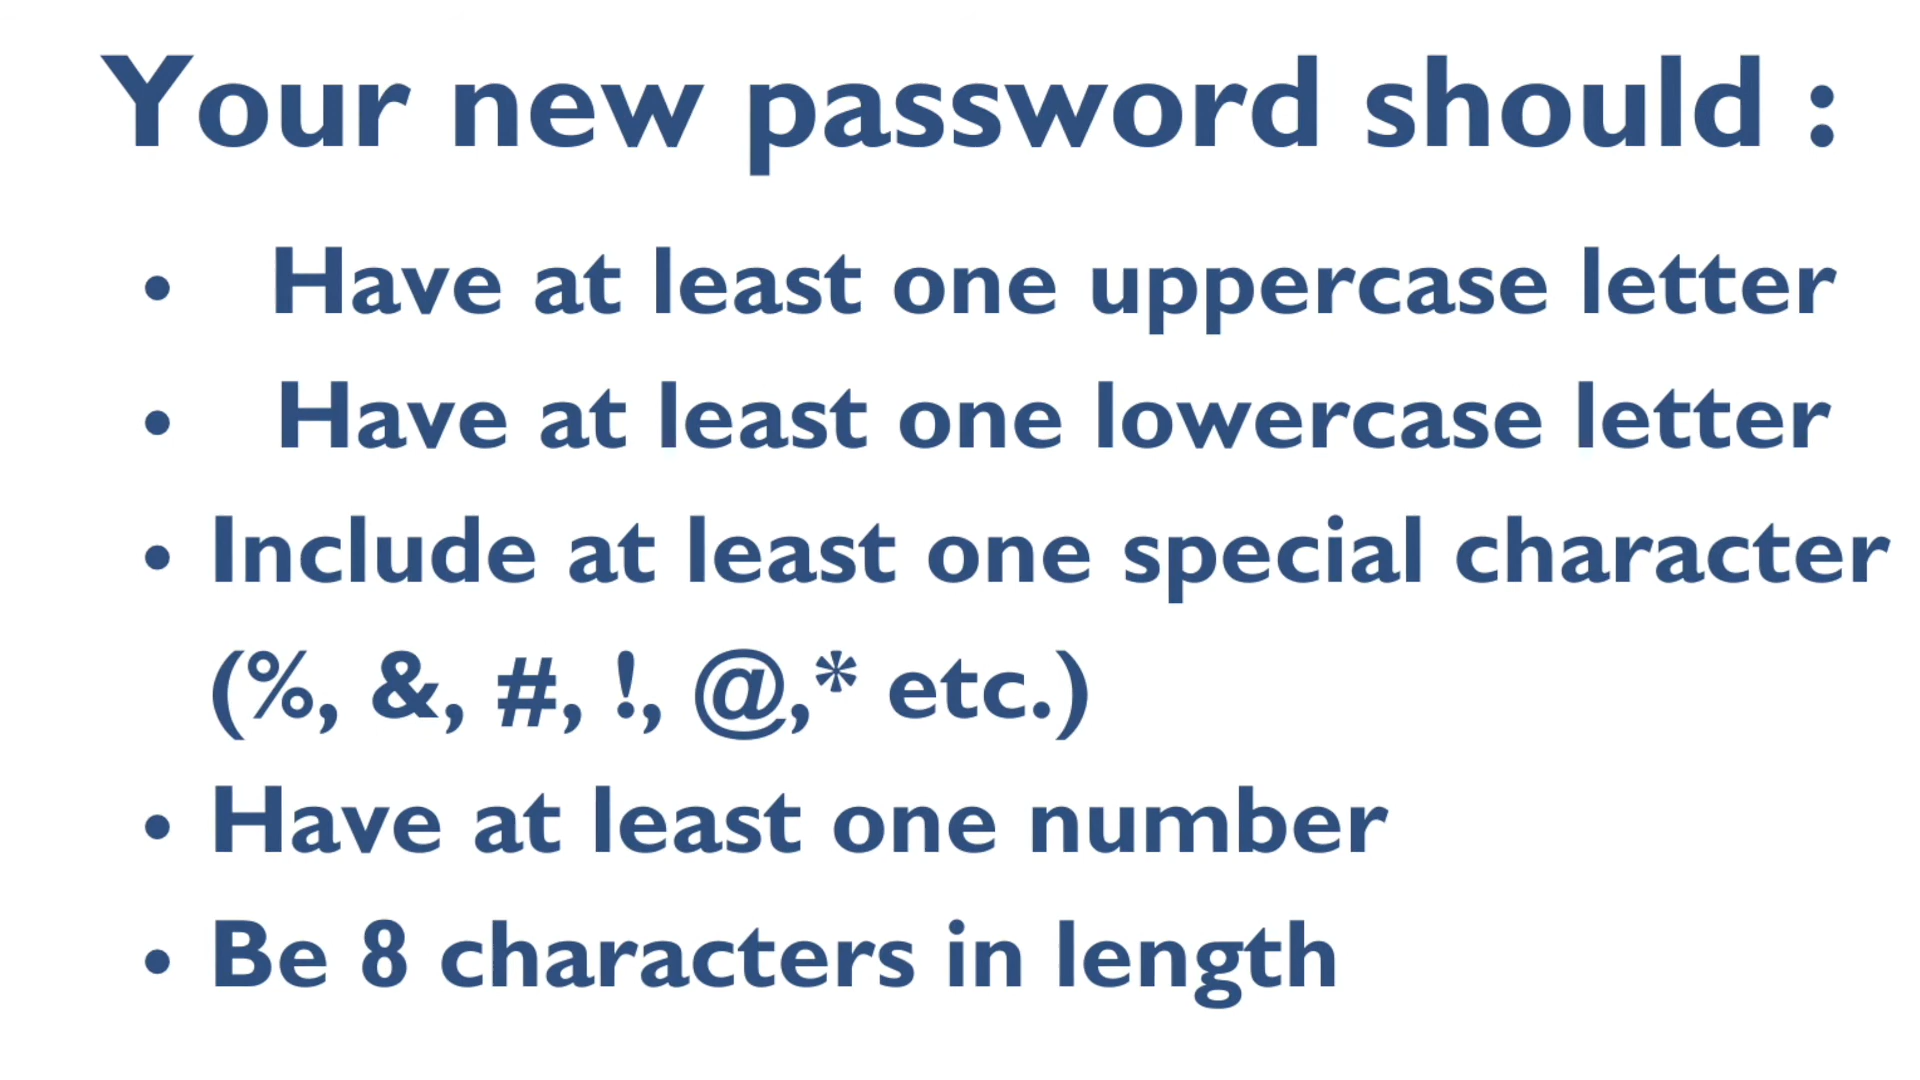 Your new password should :
• Have at least one uppercase letter
• Have at least one lowercase letter
• Include at least one special character
(%, &, #, !, @,* etc.)
• Have at least one number
• Be 8 characters in length